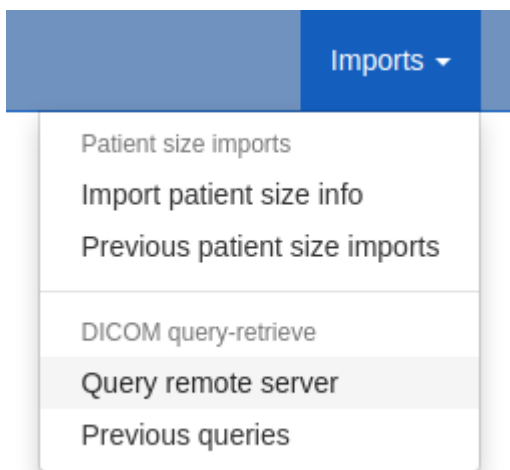 Imports
Patient size imports
Import patient size info
Previous patient size imports
DICOM query-retrieve
Query remote server
Previous queries